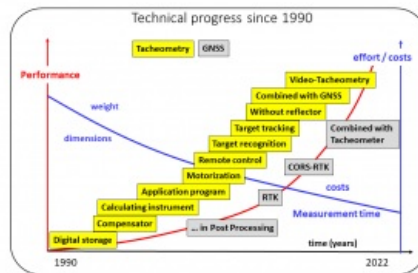 Technical progress since 1990
Tacheometry
GNSS
effort / costs
Performance
Video-Tacheometry
weight
Combined with GNSS
Without reflector
dimensions
Target tracking
Combined with
Tacheometer
Target recognition
Remote control
CORS-RTK
Motorization
costs
Application program
RTK
Calculating instrument
Measurement time
Compensator
... in Post Processing
Digital storage
time (years)
1990
2022